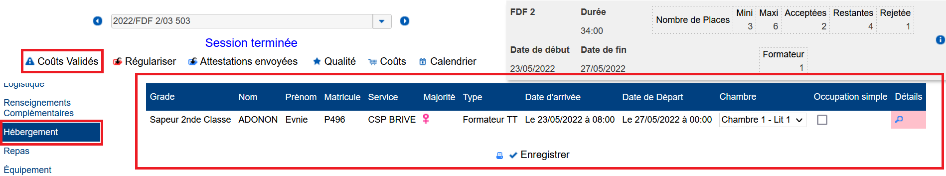 2022/FDF 2/03 503
Session terminée
Coûts Validés Régulariser Attestations envoyées Qualité Coûts Calendrier
FDF 2 Durée
34:00
Date de début Date de fin
23/05/2022 27/05/2022
Nombre de Places Mini Maxi Acceptées Restantes Rejetée
3 6 2 4 1
Formateur
1
Logistique
Renseignements
Complémentaires
Hébergement
Repas
Équipement
Grade Nom Prénom Matricule Service Majorité Type Date d'arrivée Date de Départ Chambre Occupation simple Détails
Sapeur 2nde Classe ADONON Evnie P496 CSP BRIVE Formateur TT Le 23/05/2022 à 08:00 Le 27/05/2022 à 00:00 Chambre 1 - Lit 1
Enregistrer